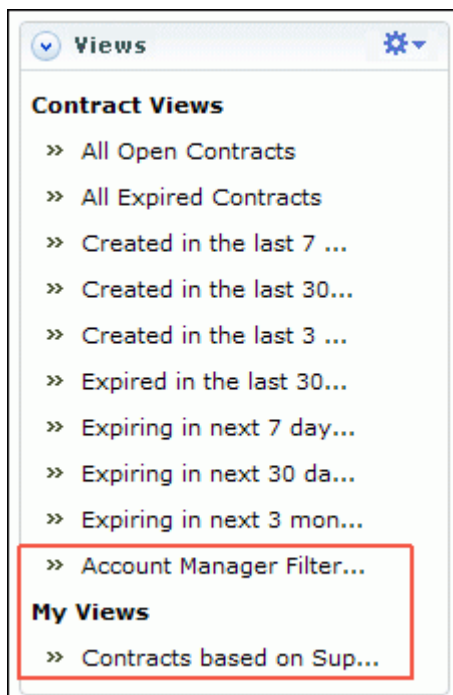 Views
Contract Views
» All Open Contracts
» All Expired Contracts
» Created in the last 7 ...
» Created in the last 30...
» Created in the last 3 ...
» Expired in the last 30...
» Expiring in next 7 day...
» Expiring in next 30 da...
» Expiring in next 3 mon...
» Account Manager Filter...
My Views
» Contracts based on Sup...